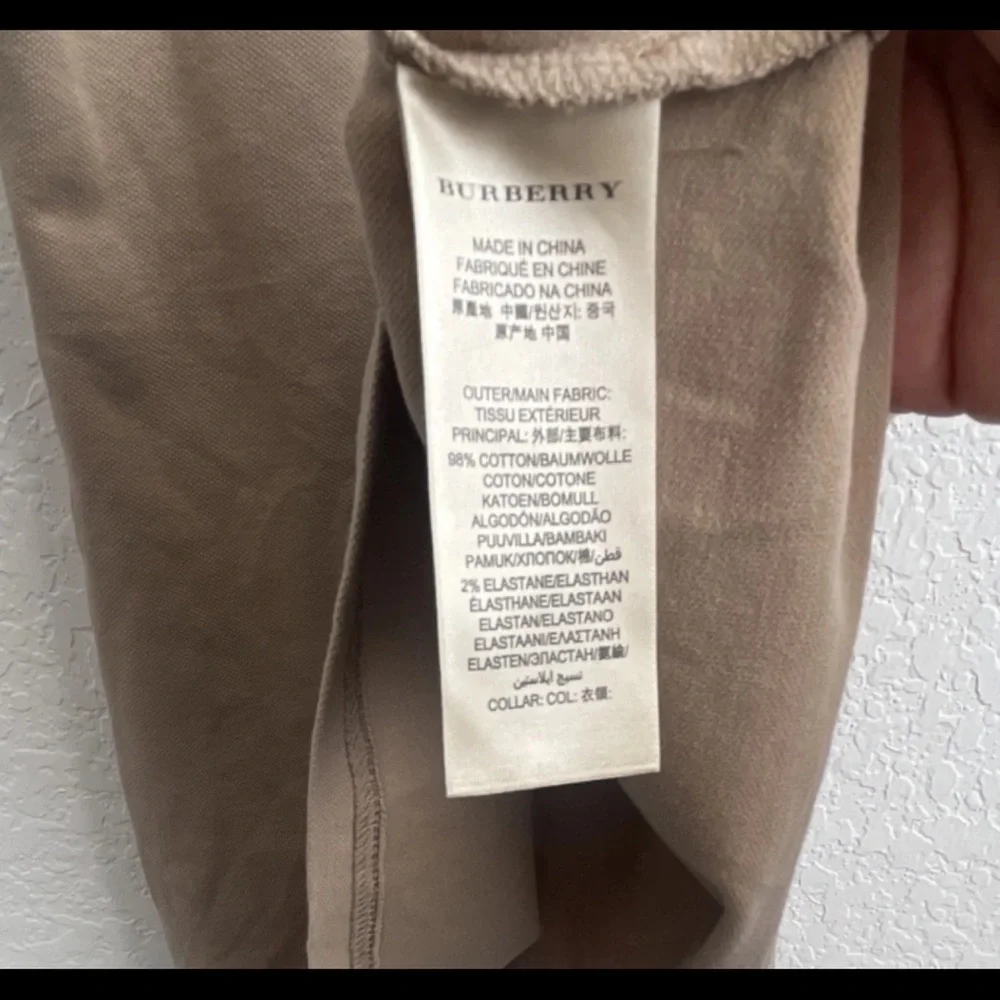 BURBERRY
MADE IN CHINA
FABRIQUÉ EN CHINE
FABRICADO NA CHINA
原產地 中國/원산지: 중국
原产地 中国
OUTER/MAIN FABRIC:
TISSU EXTÉRIEUR
PRINCIPAL: 外部/主要布料:
98% COTTON/BAUMWOLLE
COTON/COTONE
KATOEN/BOMULL
ALGODÓN/ALGODÃO
PUUVILLA/BAMBAKI
PAMUK/ХЛОПОК/棉/قطن
2% ELASTANE/ELASTHAN
ÉLASTHANE/ELASTAAN
ELASTAN/ELASTANO
ELASTAANI/ΕΛΑΣΤΑΝΗ
ELASTEN/ЭЛАСТАН/氨綸/
نسيج ايلاستين
COLLAR: COL: 衣領: